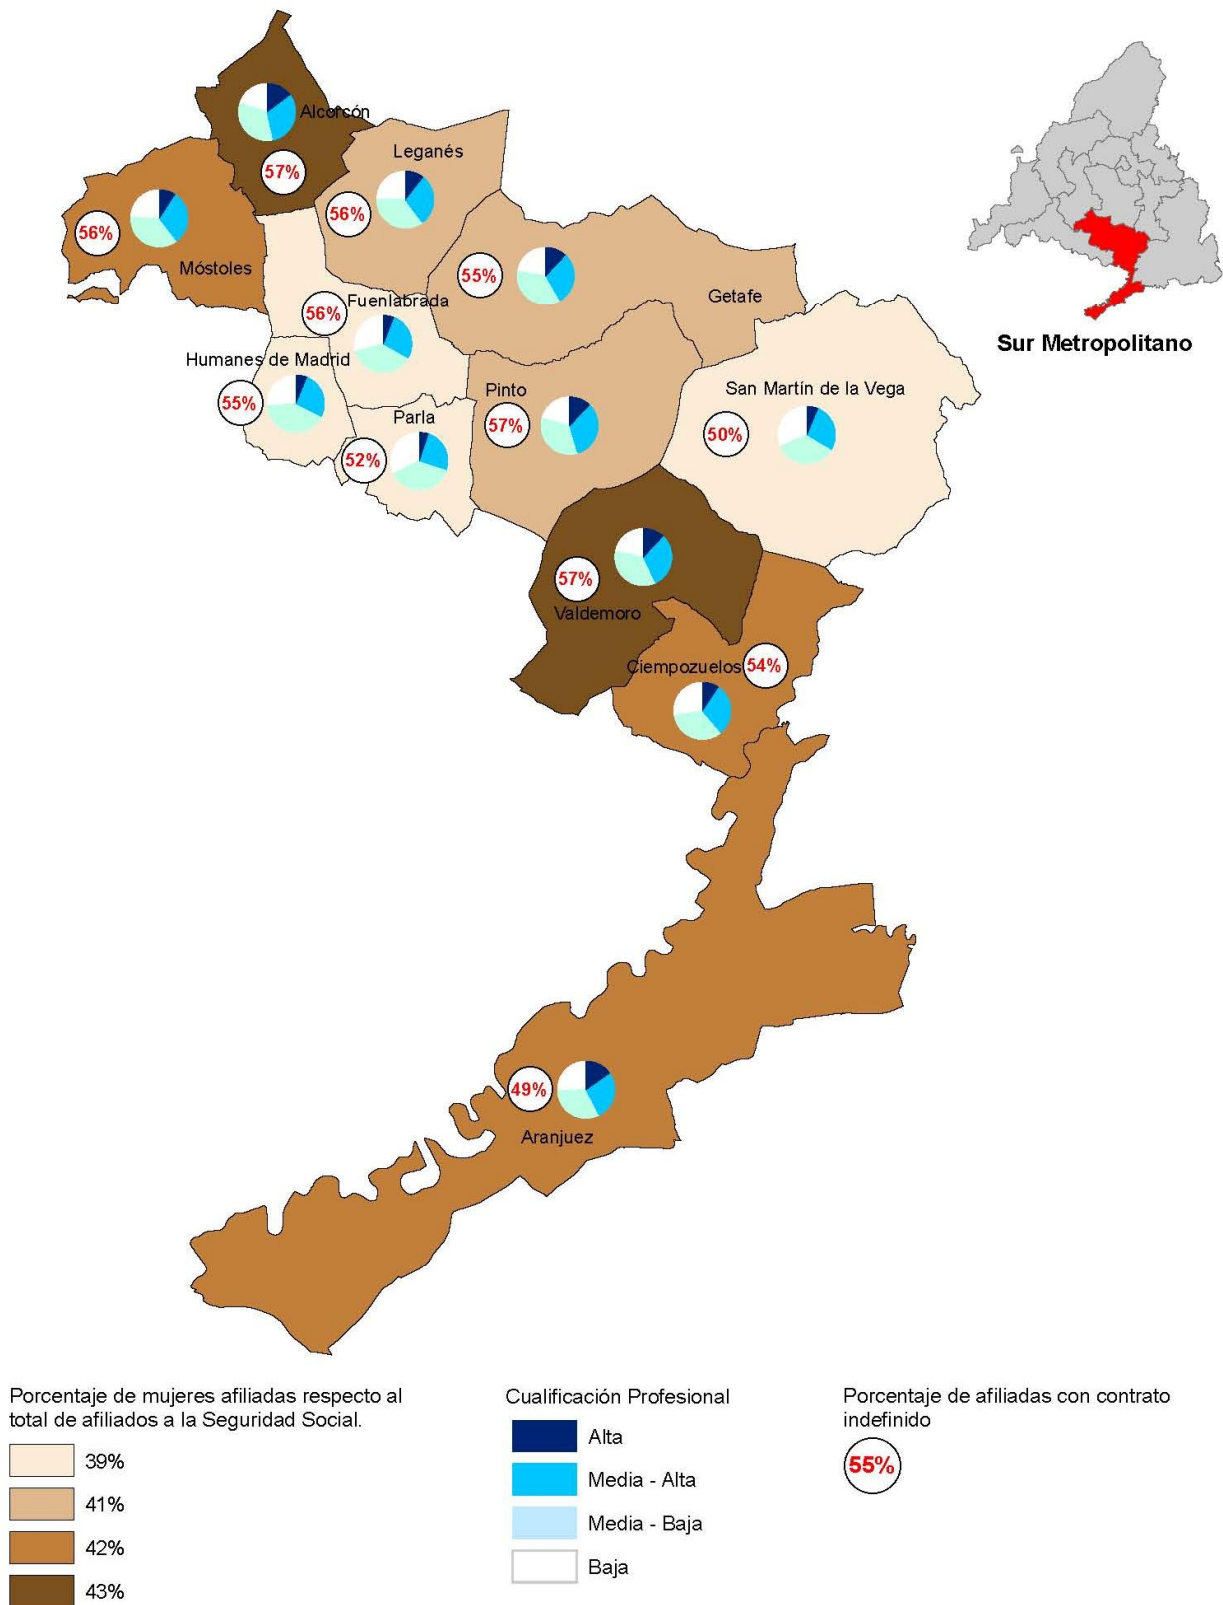 Alcorcón
57%
Leganés
56%
56%
Móstoles
55%
Getafe
Fuenlabrada
56%
Sur Metropolitano
Humanes de Madrid
55%
Parla
52%
Pinto
57%
San Martín de la Vega
50%
57%
Valdemoro
Ciempozuelos
54%
49%
Aranjuez
Porcentaje de mujeres afiliadas respecto al
total de afiliados a la Seguridad Social.
39%
41%
42%
43%
Cualificación Profesional
Alta
Media - Alta
Media - Baja
Baja
Porcentaje de afiliadas con contrato
indefinido
55%